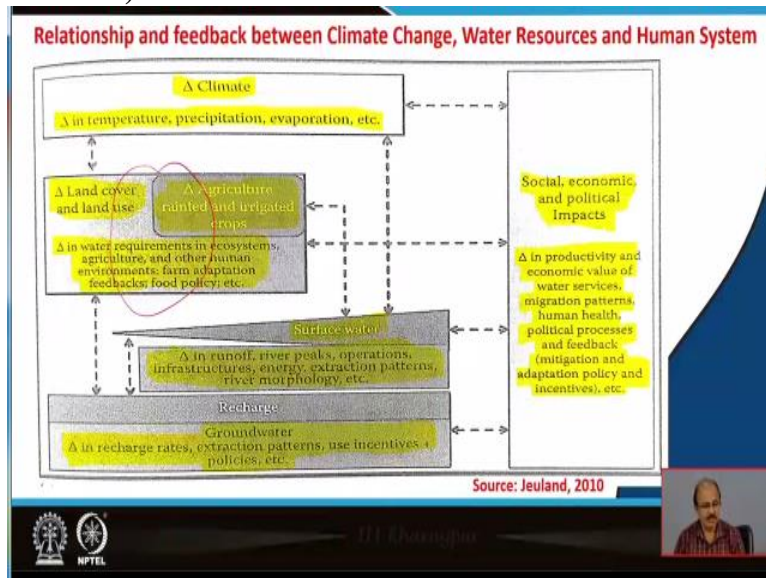 Relationship and feedback between Climate Change, Water Resources and Human System
Δ Climate
Δ in temperature, precipitation, evaporation, etc.
Δ Land cover
and land use
Δ Agriculture
rainfed and irrigated
crops
Δ in water requirements in ecosystems,
agriculture, and other human
environments; farm adaptation
feedbacks; food policy; etc.
Surface water
Δ in runoff, river peaks, operations,
infrastructures, energy, extraction patterns,
river morphology, etc.
Recharge
Groundwater
Δ in recharge rates, extraction patterns, use incentives +
policies, etc.
Social, economic,
and political
Impacts
Δ in productivity and
economic value of
water services,
migration patterns,
human health,
political processes
and feedback
(mitigation and
adaptation policy and
incentives), etc.
Source: Jeuland, 2010
IIT Kharagpur
NPTEL